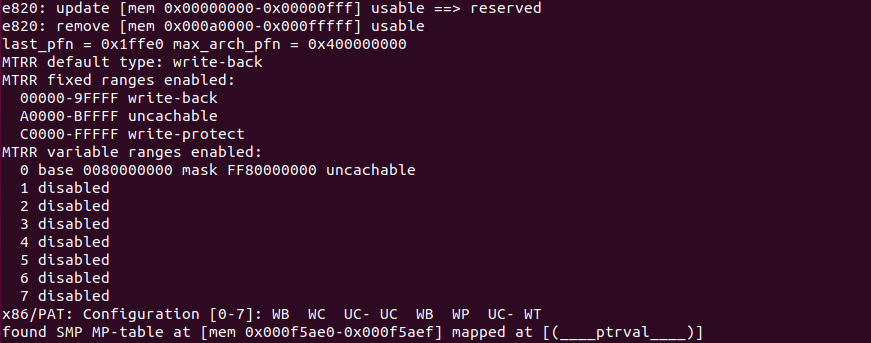 e820: update [mem 0x00000000-0x00000fff] usable ==> reserved
e820: remove [mem 0x000a0000-0x000fffff] usable
last_pfn = 0x1ffe0 max_arch_pfn = 0x400000000
MTRR default type: write-back
MTRR fixed ranges enabled:
  00000-9FFFF write-back
  A0000-BFFFF uncachable
  C0000-FFFFF write-protect
MTRR variable ranges enabled:
  0 base 0080000000 mask FF80000000 uncachable
  1 disabled
  2 disabled
  3 disabled
  4 disabled
  5 disabled
  6 disabled
  7 disabled
x86/PAT: Configuration [0-7]: WB  WC  UC- UC  WB  WP  UC- WT
found SMP MP-table at [mem 0x000f5ae0-0x000f5aef] mapped at [(____ptrval____)]